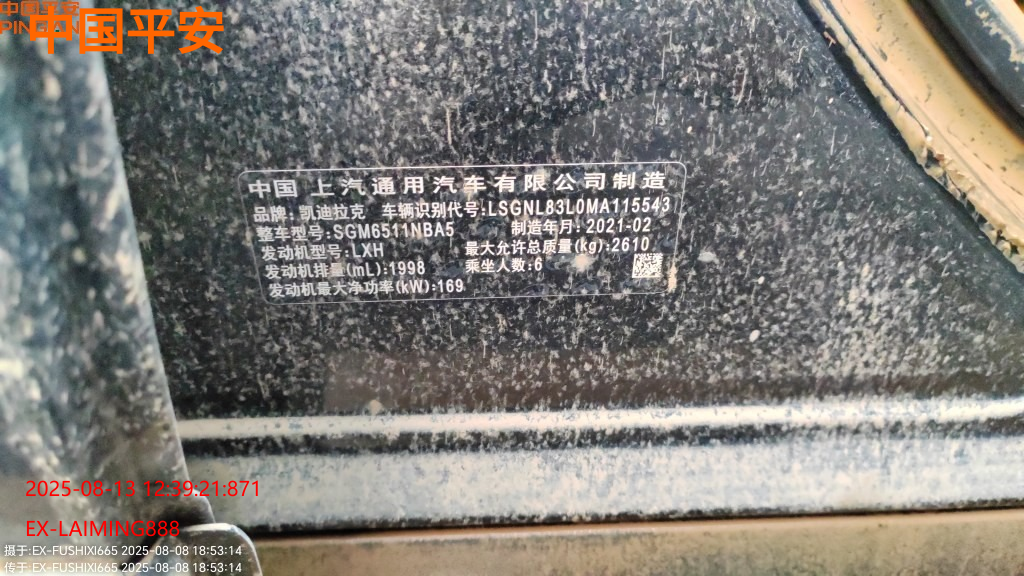 中国平安
中国平安
中国 上汽通用汽车有限公司制造
品牌:凯迪拉克 车辆识别代号:LSGNL83L0MA115543
整车型号:SGM6511NBA5 制造年月:2021-02
发动机型号:LXH 最大允许总质量(kg):2610
发动机排量(mL):1998 乘坐人数:6
发动机最大净功率(kW):169
2025-08-13 12:39:21:871
EX-LAIMING888
摄于:EX-FUSHIXI665 2025-08-08 18:53:14
传于:EX-FUSHIXI665 2025-08-08 18:53:14